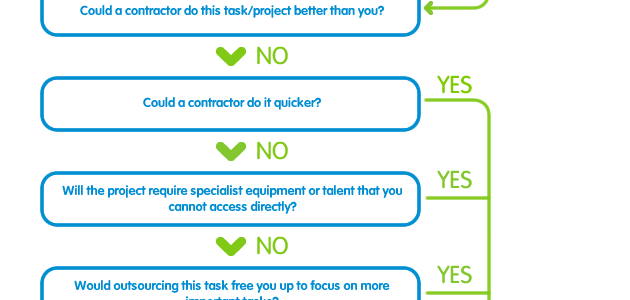 Could a contractor do this task/project better than you?
NO
YES
Could a contractor do it quicker?
NO
YES
Will the project require specialist equipment or talent that you
cannot access directly?
NO
YES
Would outsourcing this task free you up to focus on more
important tasks?